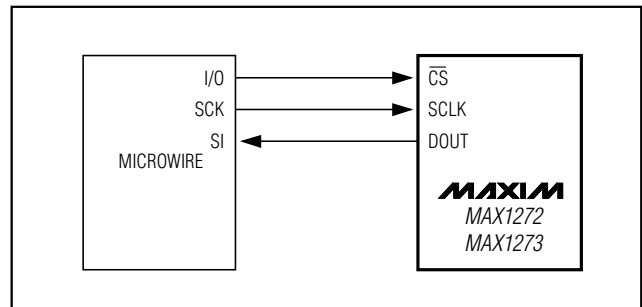 I/O
CS
SCK
SCLK
SI
DOUT
MICROWIRE
MAXIM
MAX1272
MAX1273